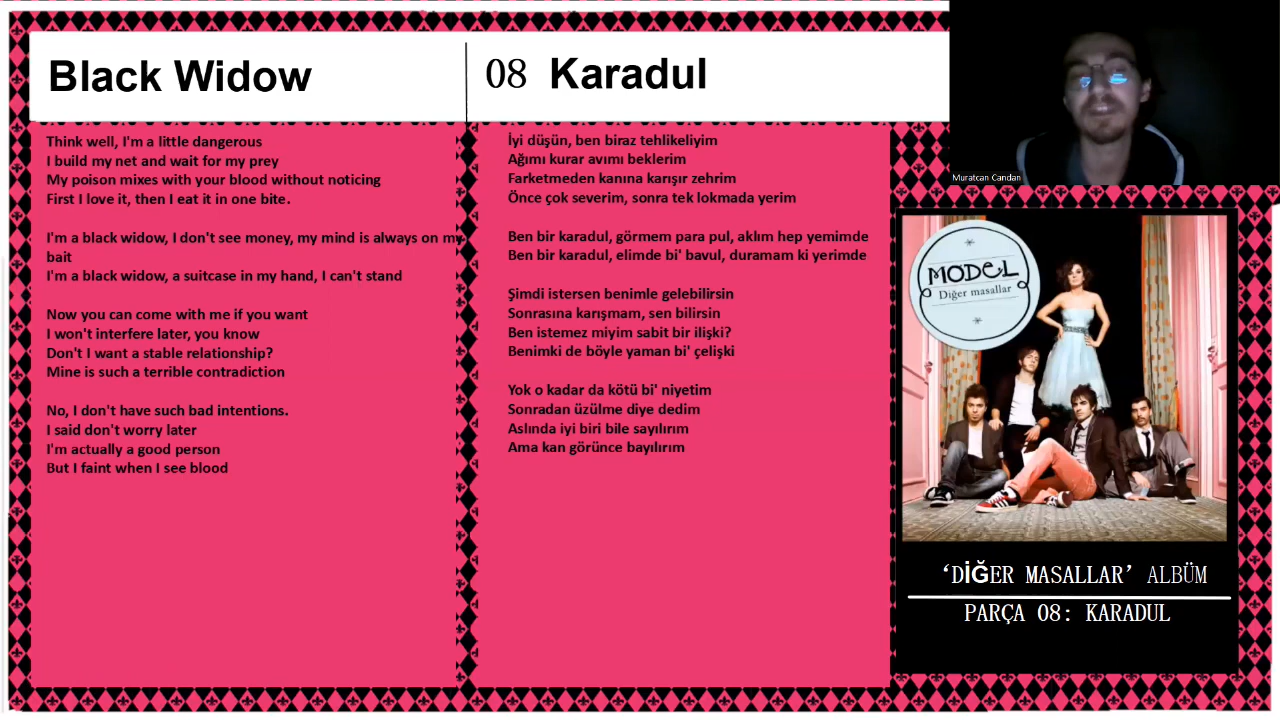 Black Widow
08 Karadul
Think well, I'm a little dangerous
I build my net and wait for my prey
My poison mixes with your blood without noticing
First I love it, then I eat it in one bite.
I'm a black widow, I don't see money, my mind is always on my
bait
I'm a black widow, a suitcase in my hand, I can't stand
Now you can come with me if you want
I won't interfere later, you know
Don't I want a stable relationship?
Mine is such a terrible contradiction
No, I don't have such bad intentions.
I said don't worry later
I'm actually a good person
But I faint when I see blood
İyi düşün, ben biraz tehlikeliyim
Ağımı kurar avımı beklerim
Farketmeden kanına karışır zehrim
Önce çok severim, sonra tek lokmada yerim
Ben bir karadul, görmem para pul, aklım hep yemimde
Ben bir karadul, elimde bi' bavul, duramam ki yerimde
Şimdi istersen benimle gelebilirsin
Sonrasına karışmam, sen bilirsin
Ben istemez miyim sabit bir ilişki?
Benimki de böyle yaman bi' çelişki
Yok o kadar da kötü bi' niyetim
Sonradan üzülme diye dedim
Aslında iyi biri bile sayılırım
Ama kan görünce bayılırım
Muratcan Candan
MODEL
Diğer masallar
‘DİĞER MASALLAR’ ALBÜM
PARÇA 08: KARADUL